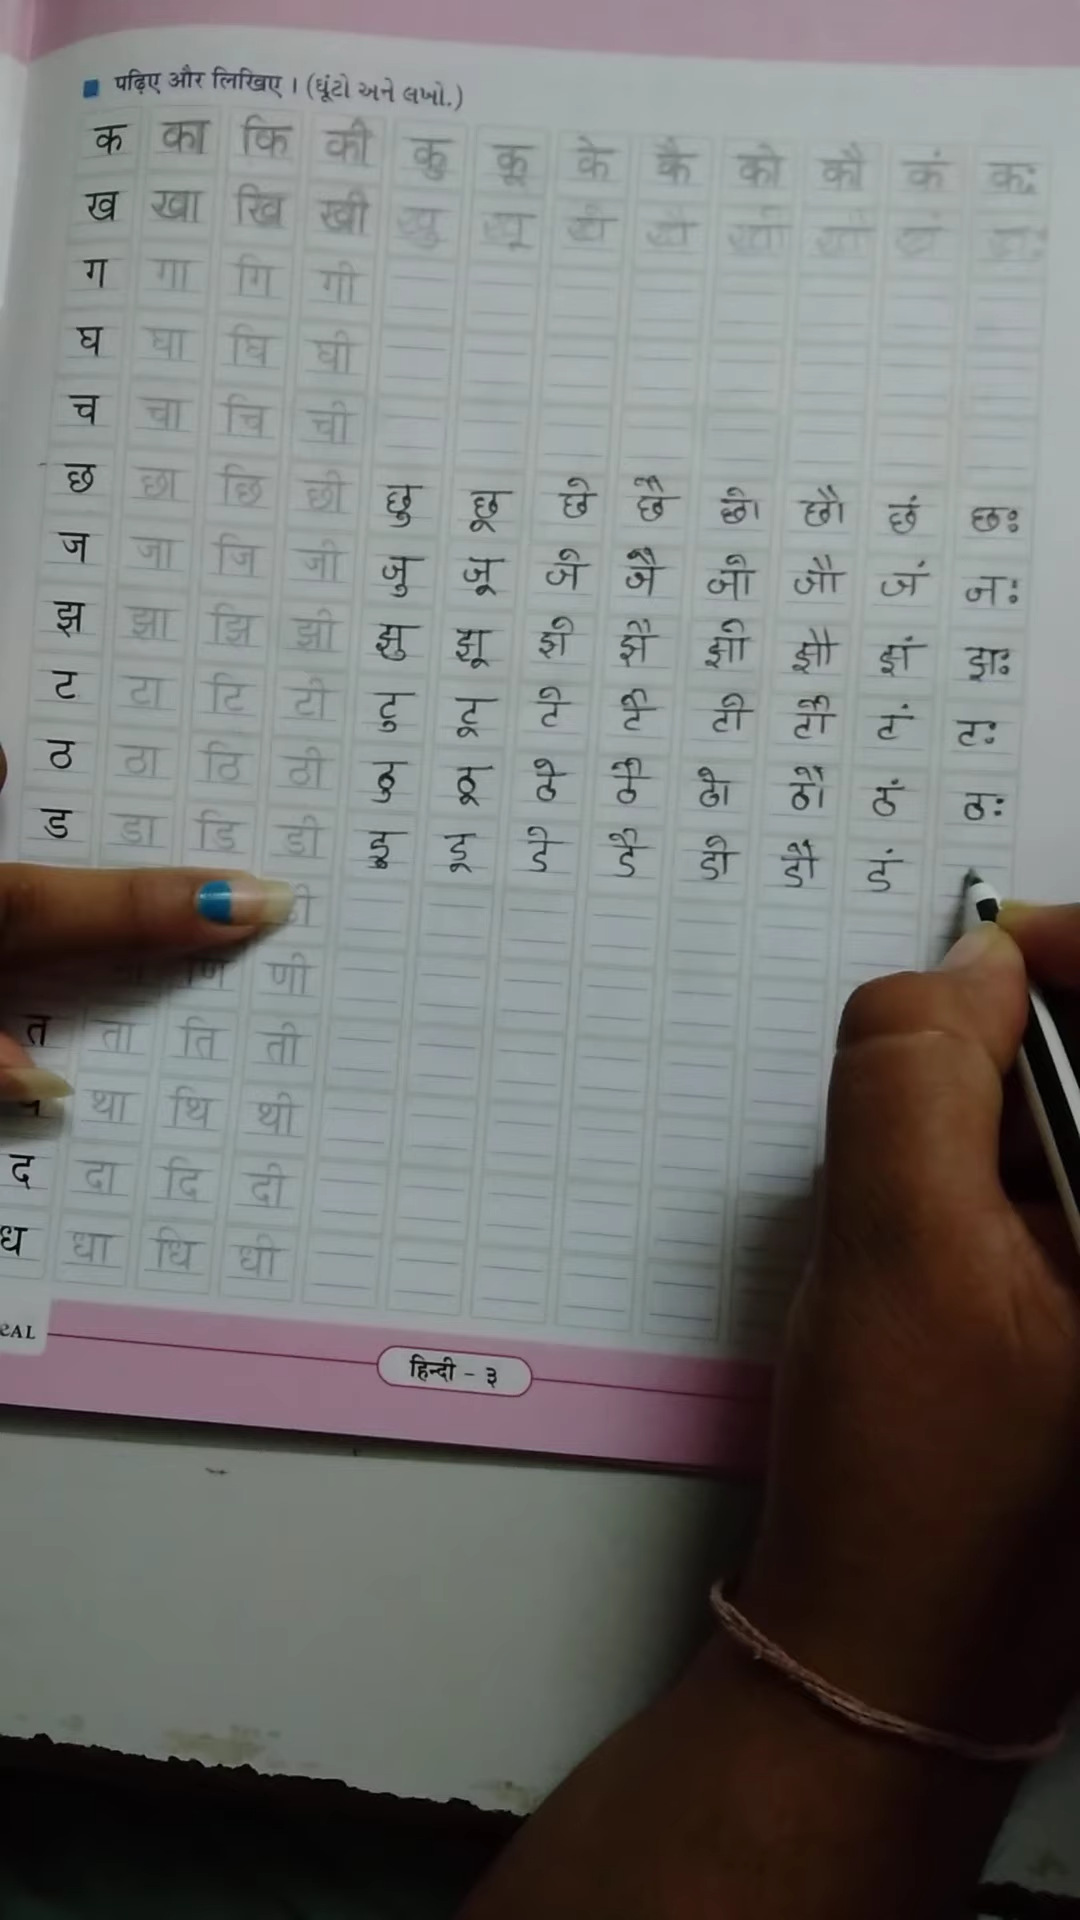 पढ़िए और लिखिए । (ઘૂંટો અને લખો.)
क का कि की कु कू के कै को कौ कं कः
ख खा खि खी खु खू खे खै खो खौ खं खः
ग गा गि गी
घ घा घि घी
च चा चि ची
छ छा छि छी छु छू छे छै छो छौ छं छः
ज जा जि जी जु जू जे जै जो जौ जं जः
झ झा झि झी झु झू झे झै झो झौ झं झः
ट टा टि टी टु टू टे टै टो टौ टं टः
ठ ठा ठि ठी ठु ठू ठे ठै ठो ठौ ठं ठः
ड डा डि डी डु डू डे डै डो डौ डं
णि णी
त ता ति ती
था थि थी
द दा दि दी
ध धा धि धी
हिन्दी - ३